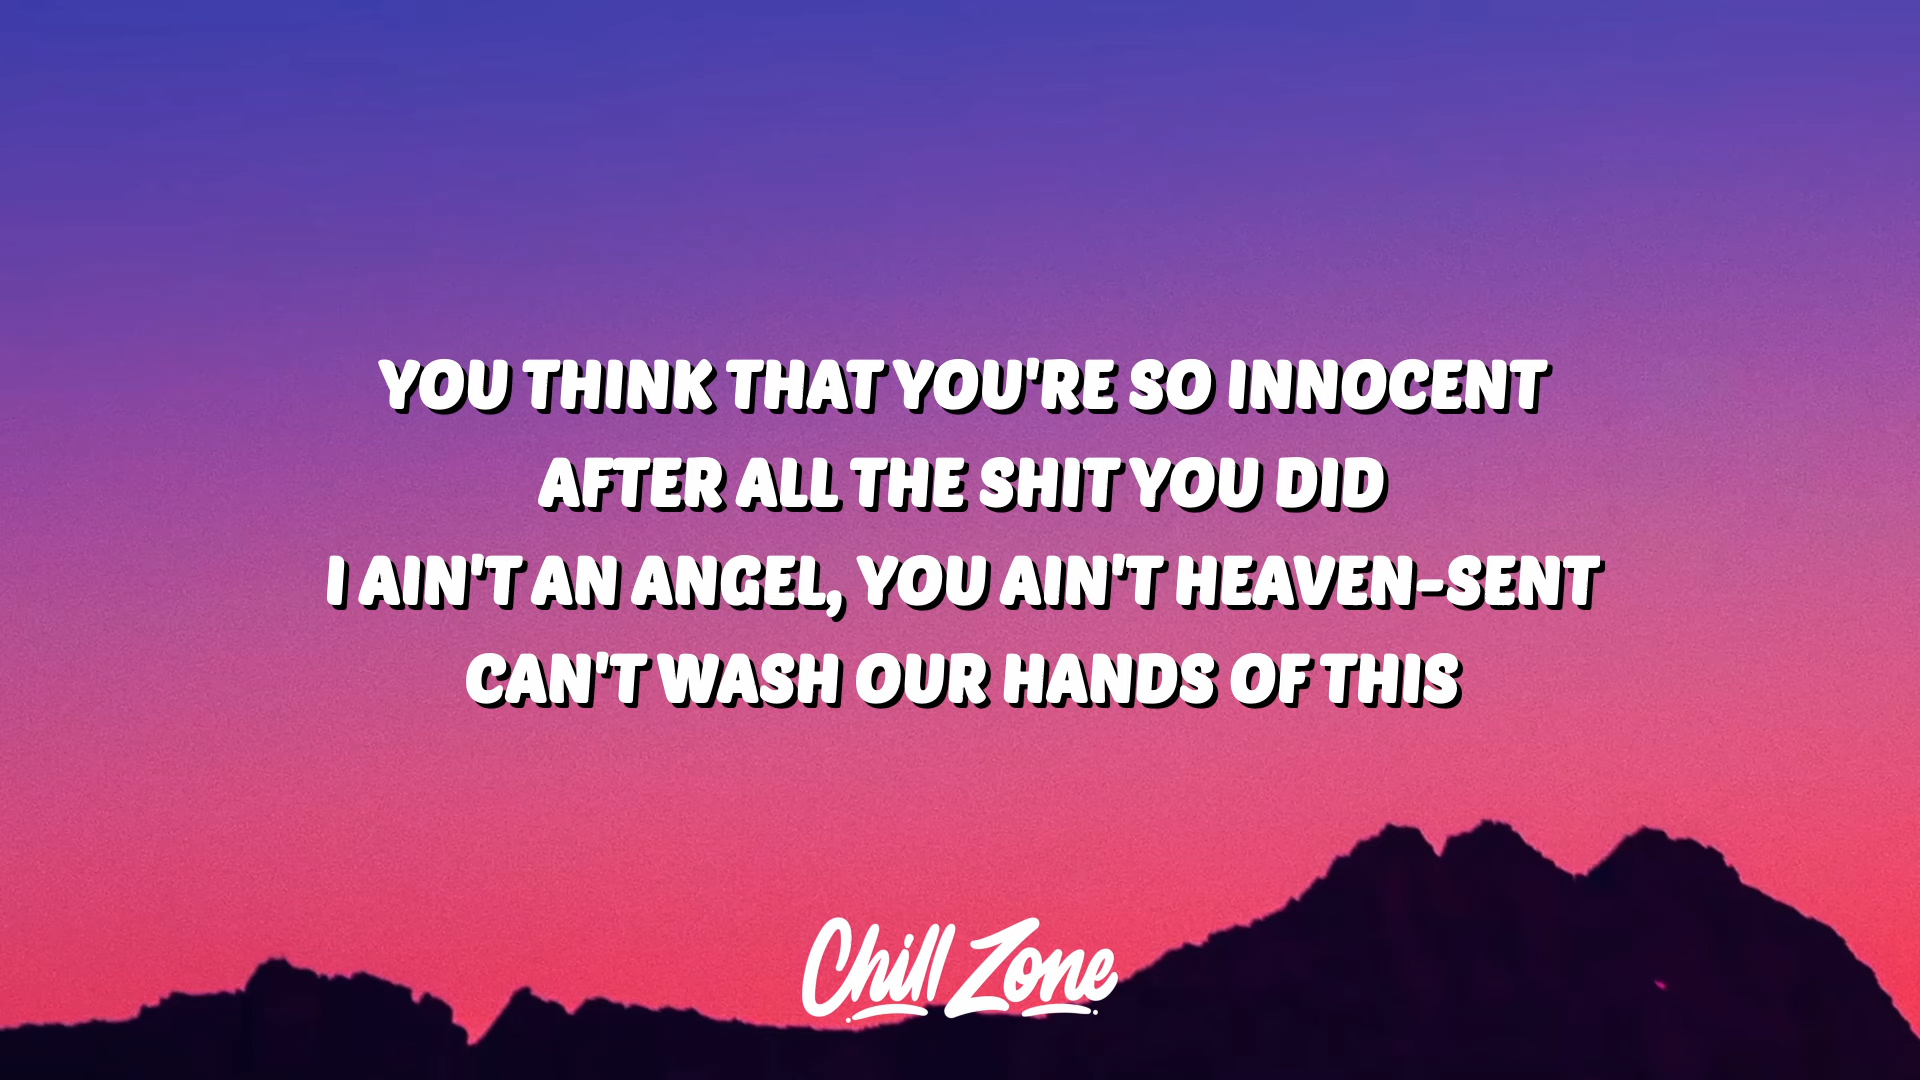 YOU THINK THAT YOU'RE SO INNOCENT
AFTER ALL THE SHIT YOU DID
I AIN'T AN ANGEL, YOU AIN'T HEAVEN-SENT
CAN'T WASH OUR HANDS OF THIS
Chill Zone